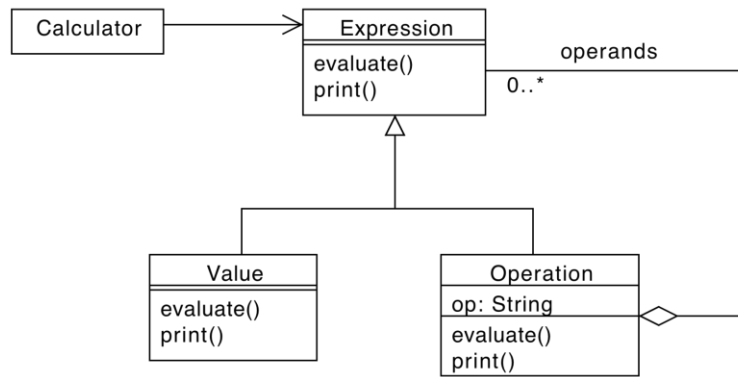 Calculator
Expression
evaluate()
print()
operands
0..*
Value
evaluate()
print()
Operation
op: String
evaluate()
print()